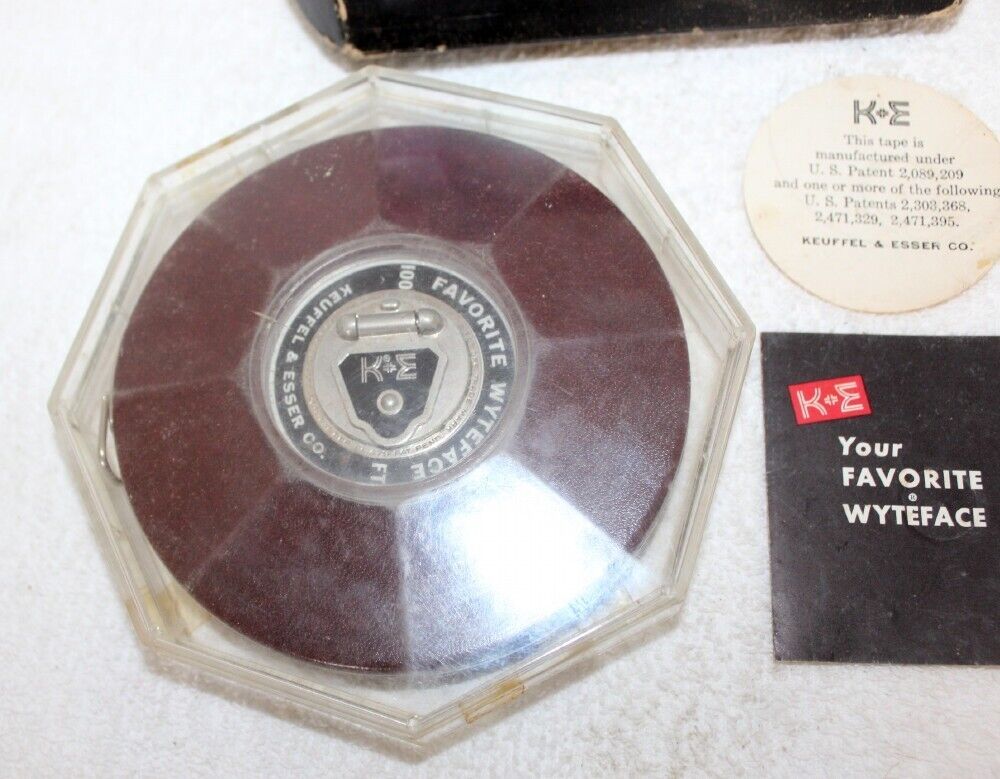 100 FAVORITE WYTEFACE FT
KEUFFEL & ESSER CO.
K+E
K+E
This tape is
manufactured under
U. S. Patent 2,089,209
and one or more of the following
U. S. Patents 2,303,368,
2,471,329, 2,471,395.
KEUFFEL & ESSER CO.
K+E
Your
FAVORITE
®
WYTEFACE